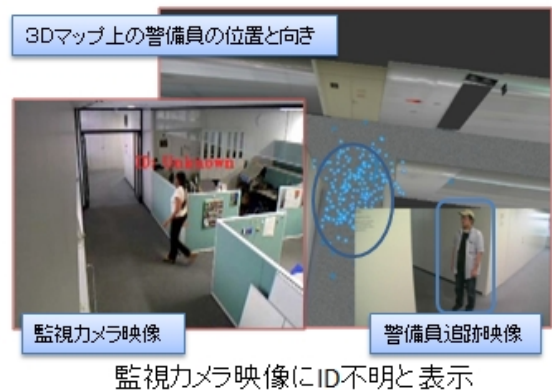 3Dマップ上の警備員の位置と向き
ID: Unknown
監視カメラ映像
警備員追跡映像
監視カメラ映像にID不明と表示